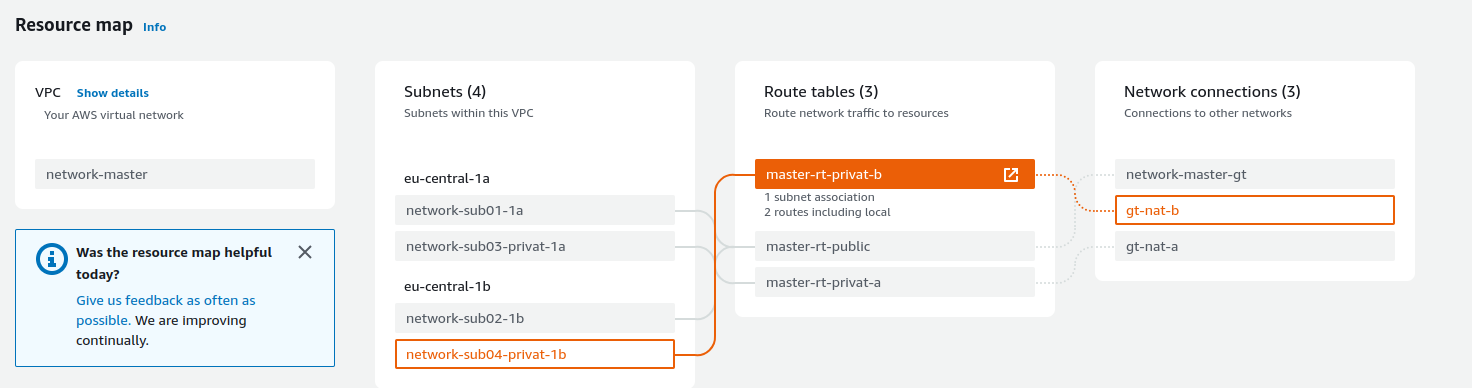 Resource map Info
VPC Show details
Your AWS virtual network
network-master
Was the resource map helpful
today?
Give us feedback as often as
possible. We are improving
continually.
Subnets (4)
Subnets within this VPC
eu-central-1a
network-sub01-1a
network-sub03-privat-1a
eu-central-1b
network-sub02-1b
network-sub04-privat-1b
Route tables (3)
Route network traffic to resources
master-rt-privat-b
1 subnet association
2 routes including local
master-rt-public
master-rt-privat-a
Network connections (3)
Connections to other networks
network-master-gt
gt-nat-b
gt-nat-a